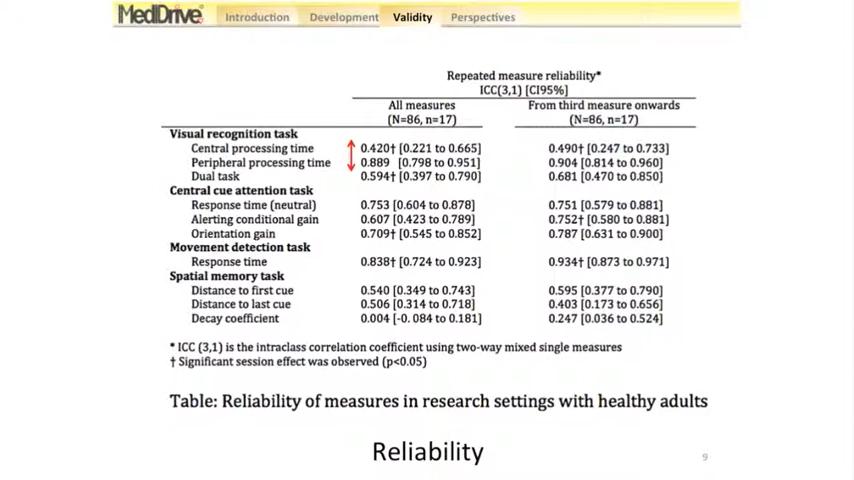 MedDrive Introduction Development Validity Perspectives
Repeated measure reliability*
ICC(3,1) [CI95%]
All measures From third measure onwards
(N=86, n=17) (N=86, n=17)
Visual recognition task
Central processing time 0.420† [0.221 to 0.665] 0.490† [0.247 to 0.733]
Peripheral processing time 0.889 [0.798 to 0.951] 0.904 [0.814 to 0.960]
Dual task 0.594† [0.397 to 0.790] 0.681 [0.470 to 0.850]
Central cue attention task
Response time (neutral) 0.753 [0.604 to 0.878] 0.751 [0.579 to 0.881]
Alerting conditional gain 0.607 [0.423 to 0.789] 0.752† [0.580 to 0.881]
Orientation gain 0.709† [0.545 to 0.852] 0.787 [0.631 to 0.900]
Movement detection task
Response time 0.838† [0.724 to 0.923] 0.934† [0.873 to 0.971]
Spatial memory task
Distance to first cue 0.540 [0.349 to 0.743] 0.595 [0.377 to 0.790]
Distance to last cue 0.506 [0.314 to 0.718] 0.403 [0.173 to 0.656]
Decay coefficient 0.004 [-0. 084 to 0.181] 0.247 [0.036 to 0.524]
* ICC (3,1) is the intraclass correlation coefficient using two-way mixed single measures
† Significant session effect was observed (p<0.05)
Table: Reliability of measures in research settings with healthy adults
Reliability
9